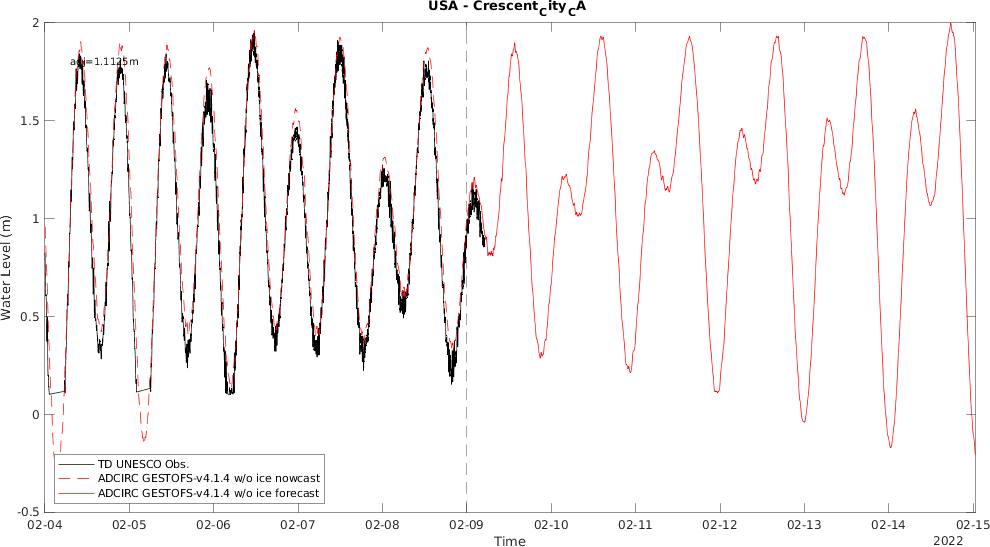 USA - Crescent_City_CA
adj=1.1125m
2
1.5
1
0.5
0
-0.5
Water Level (m)
TD UNESCO Obs.
ADCIRC GESTOFS-v4.1.4 w/o ice nowcast
ADCIRC GESTOFS-v4.1.4 w/o ice forecast
02-04 02-05 02-06 02-07 02-08 02-09 02-10 02-11 02-12 02-13 02-14 02-15
Time
2022